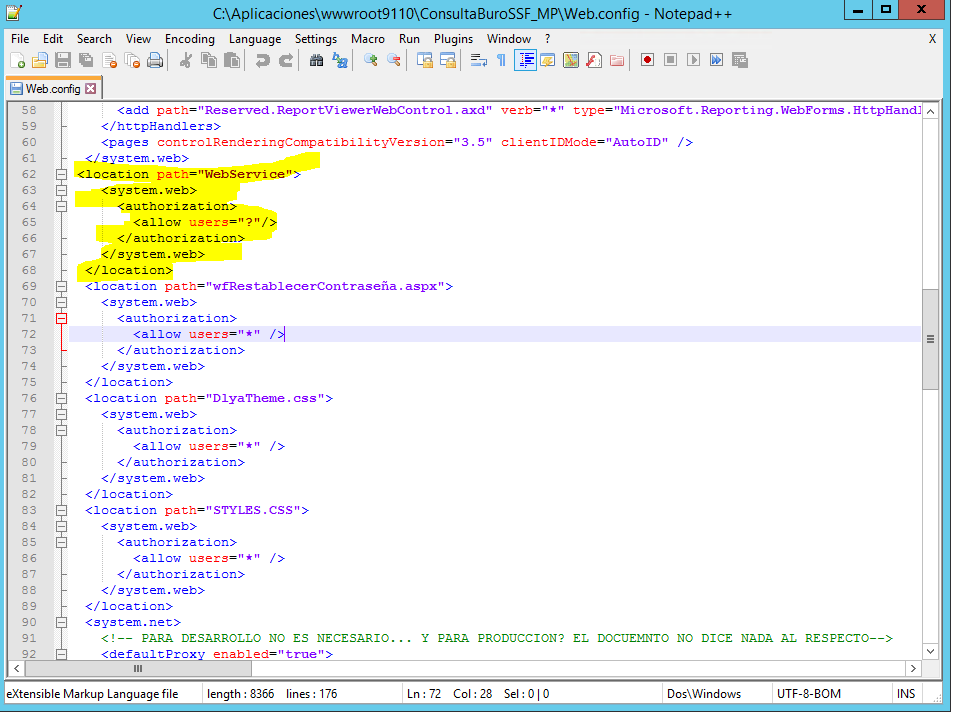 C:\Aplicaciones\wwwroot9110\ConsultaBuroSSF_MP\Web.config - Notepad++
File Edit Search View Encoding Language Settings Macro Run Plugins Window ? X
Web.config
58 <add path="Reserved.ReportViewerWebControl.axd" verb="*" type="Microsoft.Reporting.WebForms.HttpHandl
59 </httpHandlers>
60 <pages controlRenderingCompatibilityVersion="3.5" clientIDMode="AutoID" />
61 </system.web>
62 <location path="WebService">
63 <system.web>
64 <authorization>
65 <allow users="?"/>
66 </authorization>
67 </system.web>
68 </location>
69 <location path="wfRestablecerContraseña.aspx">
70 <system.web>
71 <authorization>
72 <allow users="*" />
73 </authorization>
74 </system.web>
75 </location>
76 <location path="DlyaTheme.css">
77 <system.web>
78 <authorization>
79 <allow users="*" />
80 </authorization>
81 </system.web>
82 </location>
83 <location path="STYLES.CSS">
84 <system.web>
85 <authorization>
86 <allow users="*" />
87 </authorization>
88 </system.web>
89 </location>
90 <system.net>
91 <!-- PARA DESARROLLO NO ES NECESARIO... Y PARA PRODUCCION? EL DOCUEMNTO NO DICE NADA AL RESPECTO-->
92 <defaultProxy enabled="true">
eXtensible Markup Language file length : 8366 lines : 176 Ln : 72 Col : 28 Sel : 0 | 0 Dos\Windows UTF-8-BOM INS